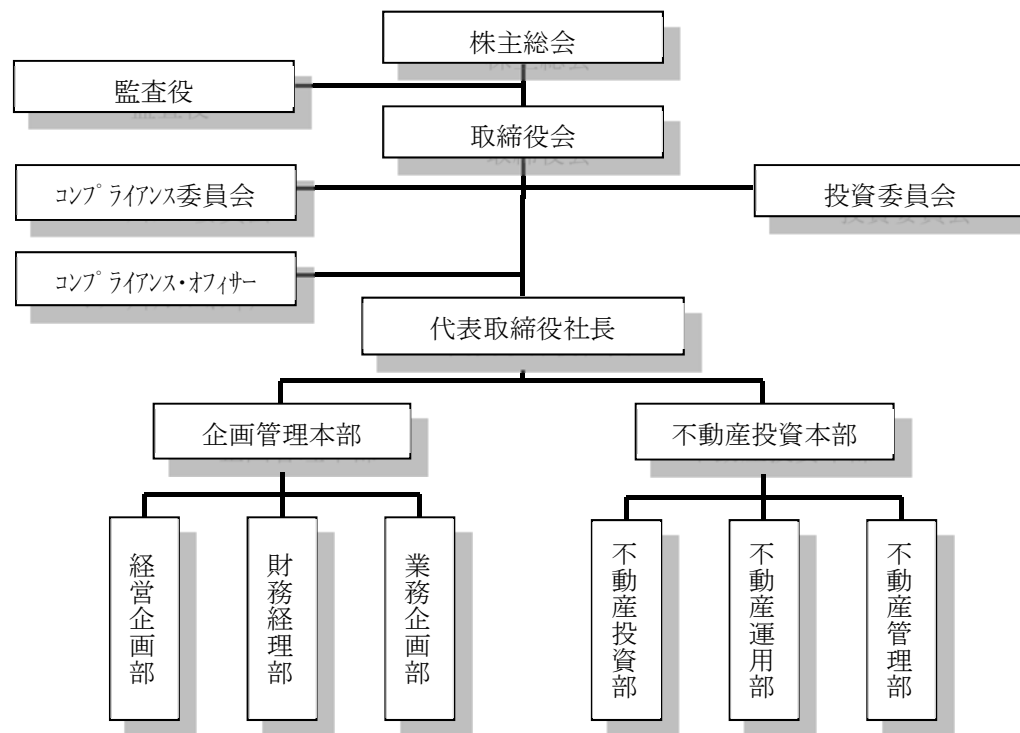 株主総会
監査役
取締役会
コンプライアンス委員会
投資委員会
コンプライアンス・オフィサー
代表取締役社長
企画管理本部
不動産投資本部
経営企画部
財務経理部
業務企画部
不動産投資部
不動産運用部
不動産管理部